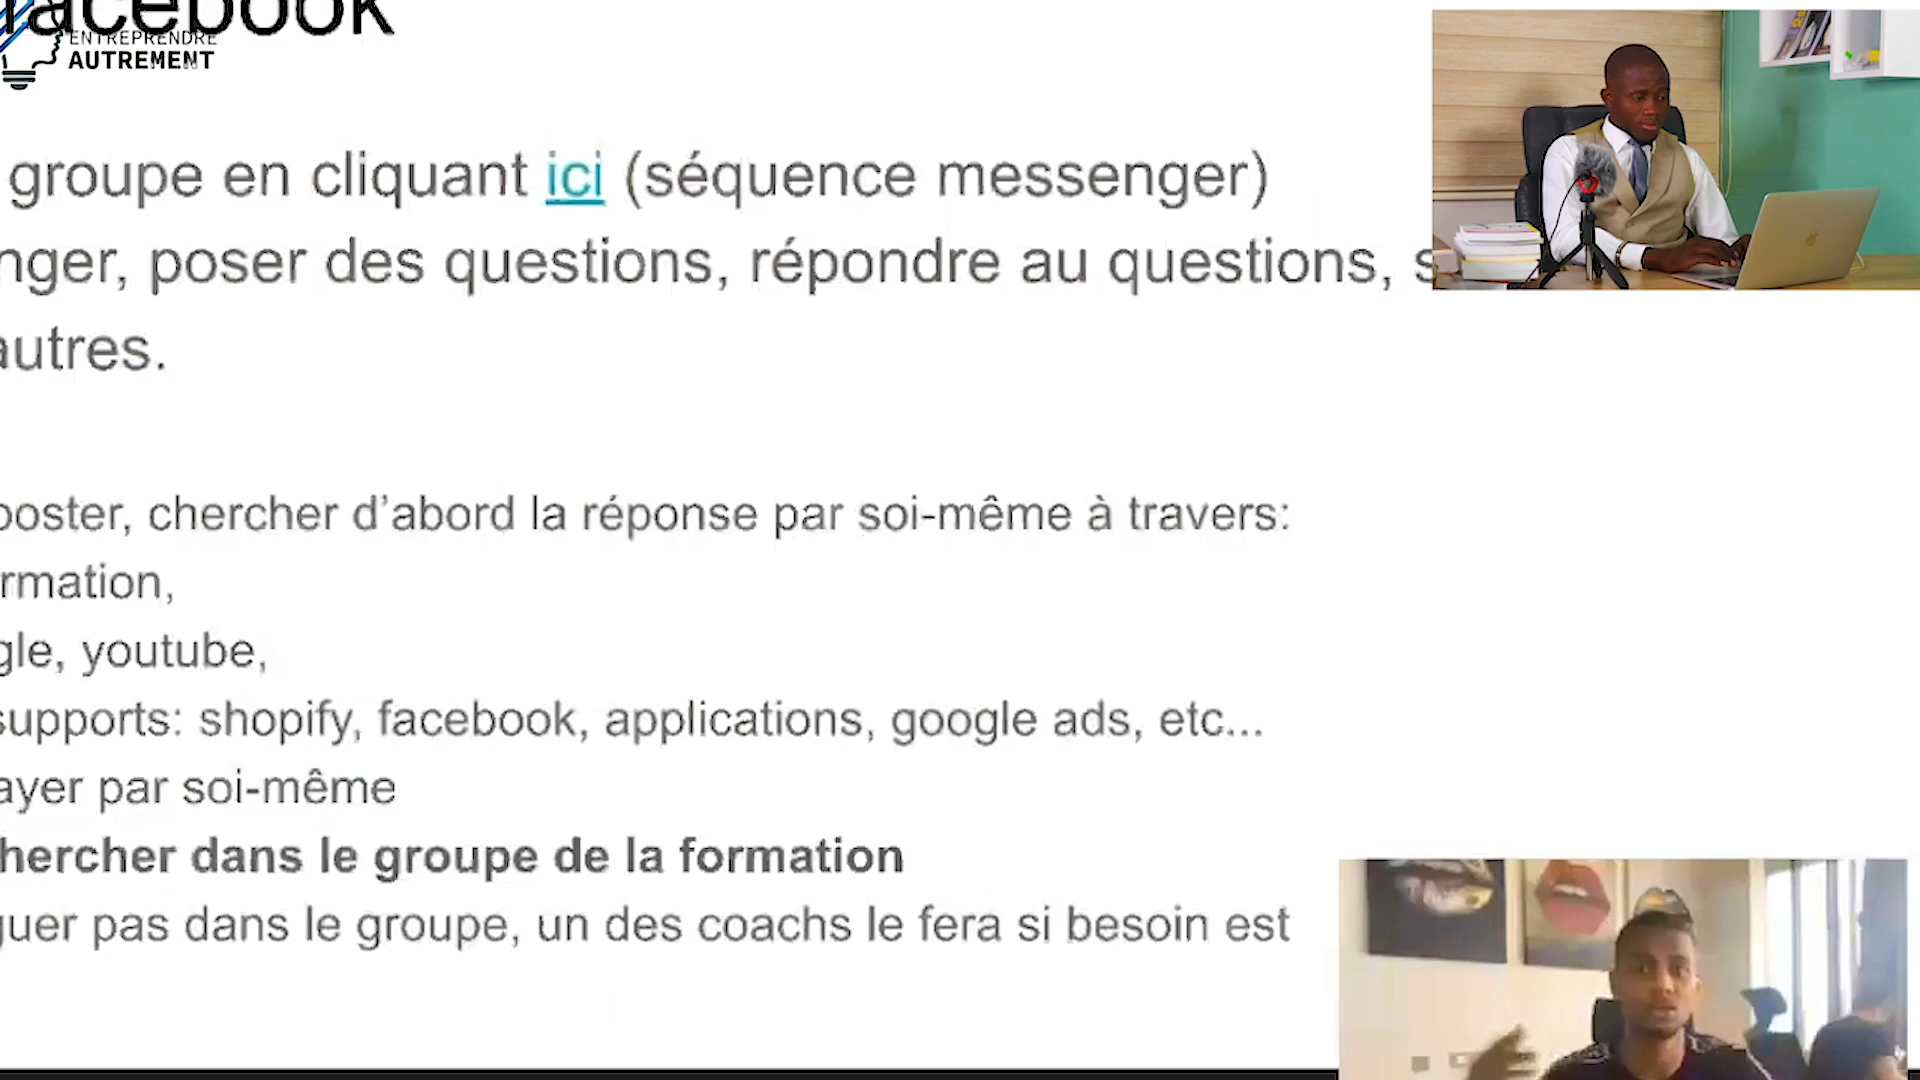 facebook
ENTREPRENDRE
AUTREMENT
groupe en cliquant ici (séquence messenger)
nger, poser des questions, répondre au questions, s
autres.
poster, chercher d’abord la réponse par soi-même à travers:
rmation,
gle, youtube,
supports: shopify, facebook, applications, google ads, etc...
ayer par soi-même
hercher dans le groupe de la formation
guer pas dans le groupe, un des coachs le fera si besoin est